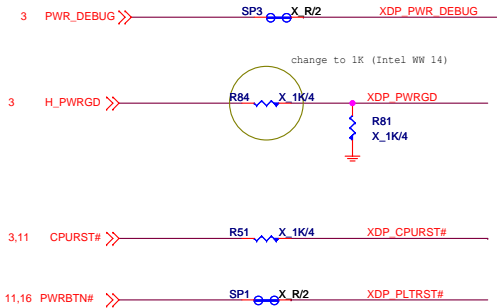 3 PWR_DEBUG SP3 X_R/2 XDP_PWR_DEBUG
change to 1K (Intel WW 14)
3 H_PWRGD R84 X_1K/4 XDP_PWRGD
R81
X_1K/4
3,11 CPURST# R51 X_1K/4 XDP_CPURST#
11,16 PWRBTN# SP1 X_R/2 XDP_PLTRST#